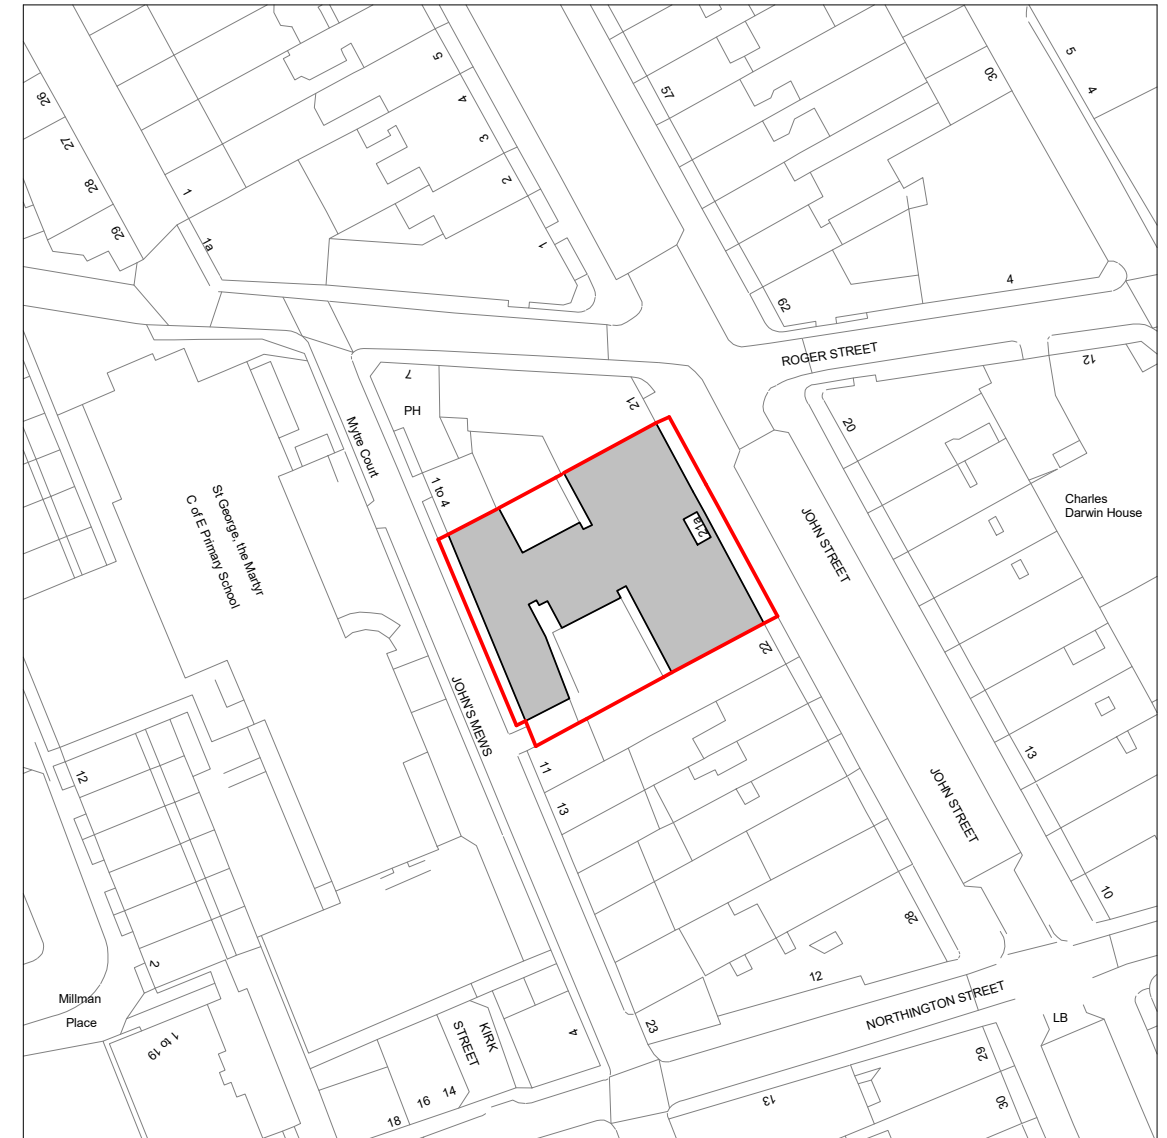 5
5
26
57
30
4
4
27
3
28
2
1
29
1a
1
4
62
ROGER STREET
12
7
21
PH
20
Mytre Court
1 to 4
Charles
Darwin House
St George, the Martyr
C of E Primary School
21a
JOHN STREET
22
JOHN'S MEWS
11
13
12
13
JOHN STREET
10
28
2
12
Millman
Place
NORTHINGTON STREET
LB
23
4
KIRK
STREET
1 to 19
29
14
16
18
13
30